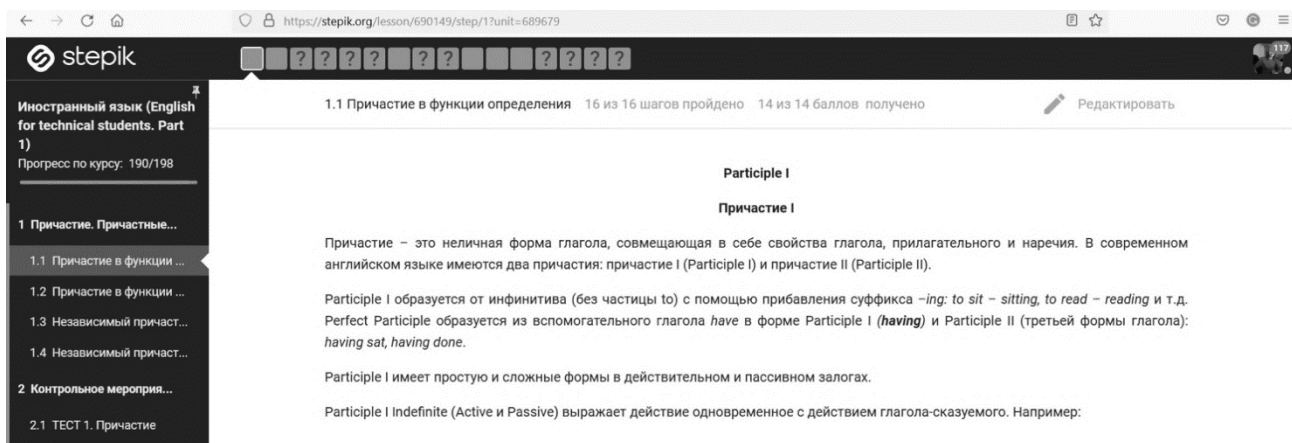 https://stepik.org/lesson/690149/step/1?unit=689679
stepik
? ? ? ? ? ? ? ? ? ?
117
Иностранный язык (English
for technical students. Part
1)
Прогресс по курсу: 190/198
1 Причастие. Причастные...
1.1 Причастие в функции ...
1.2 Причастие в функции ...
1.3 Независимый причаст...
1.4 Независимый причаст...
2 Контрольное мероприя...
2.1 ТЕСТ 1. Причастие
1.1 Причастие в функции определения 16 из 16 шагов пройдено 14 из 14 баллов получено Редактировать
Participle I
Причастие I
Причастие – это неличная форма глагола, совмещающая в себе свойства глагола, прилагательного и наречия. В современном
английском языке имеются два причастия: причастие I (Participle I) и причастие II (Participle II).
Participle I образуется от инфинитива (без частицы to) с помощью прибавления суффикса –ing: to sit – sitting, to read – reading и т.д.
Perfect Participle образуется из вспомогательного глагола have в форме Participle I (having) и Participle II (третьей формы глагола):
having sat, having done.
Participle I имеет простую и сложные формы в действительном и пассивном залогах.
Participle I Indefinite (Active и Passive) выражает действие одновременное с действием глагола-сказуемого. Например: